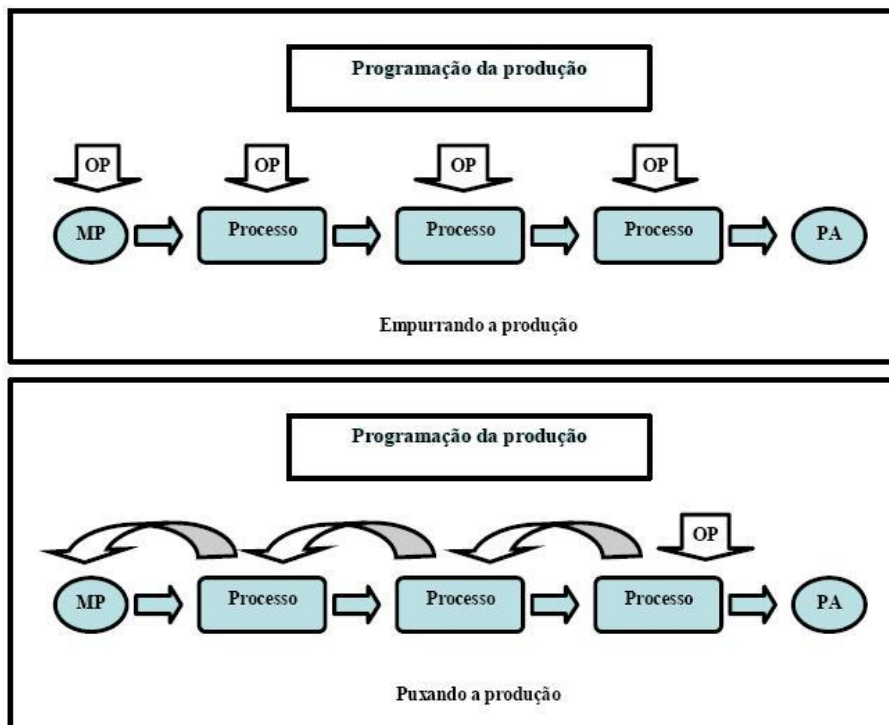 Programação da produção
OP OP OP OP
MP Processo Processo Processo PA
Empurrando a produção
Programação da produção
OP
MP Processo Processo Processo PA
Puxando a produção